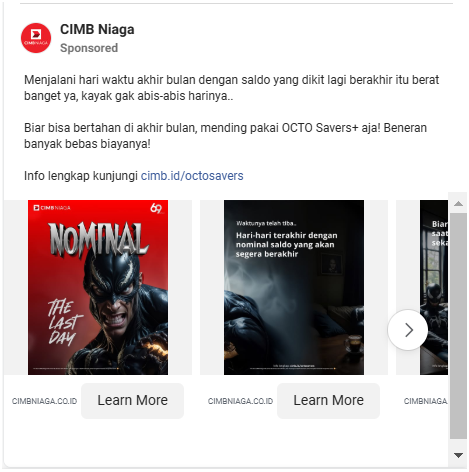 CIMB Niaga
Sponsored
Menjalani hari waktu akhir bulan dengan saldo yang dikit lagi berakhir itu berat
banget ya, kayak gak abis-abis harinya..
Biar bisa bertahan di akhir bulan, mending pakai OCTO Savers+ aja! Beneran
banyak bebas biayanya!
Info lengkap kunjungi cimb.id/octosavers
CIMB NIAGA
69
NOMINAL
THE
LAST
DAY
CIMBNIAGA.CO.ID
Learn More
Waktunya telah tiba..
Hari-hari terakhir dengan
nominal saldo yang akan
segera berakhir
CIMBNIAGA.CO.ID
Learn More
Biar
saat
seka
CIMBNIAGA.